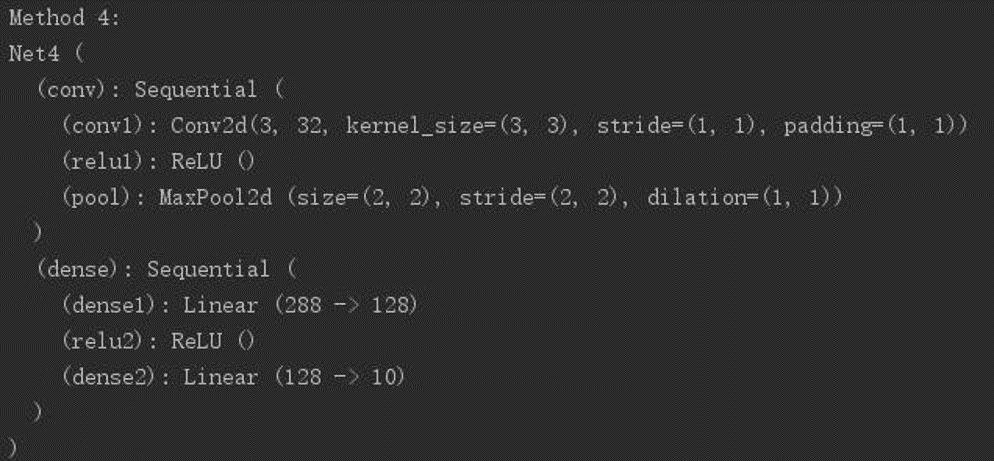 Method 4:
Net4 (
  (conv): Sequential (
    (conv1): Conv2d(3, 32, kernel_size=(3, 3), stride=(1, 1), padding=(1, 1))
    (relu1): ReLU ()
    (pool): MaxPool2d (size=(2, 2), stride=(2, 2), dilation=(1, 1))
  )
  (dense): Sequential (
    (dense1): Linear (288 -> 128)
    (relu2): ReLU ()
    (dense2): Linear (128 -> 10)
  )
)